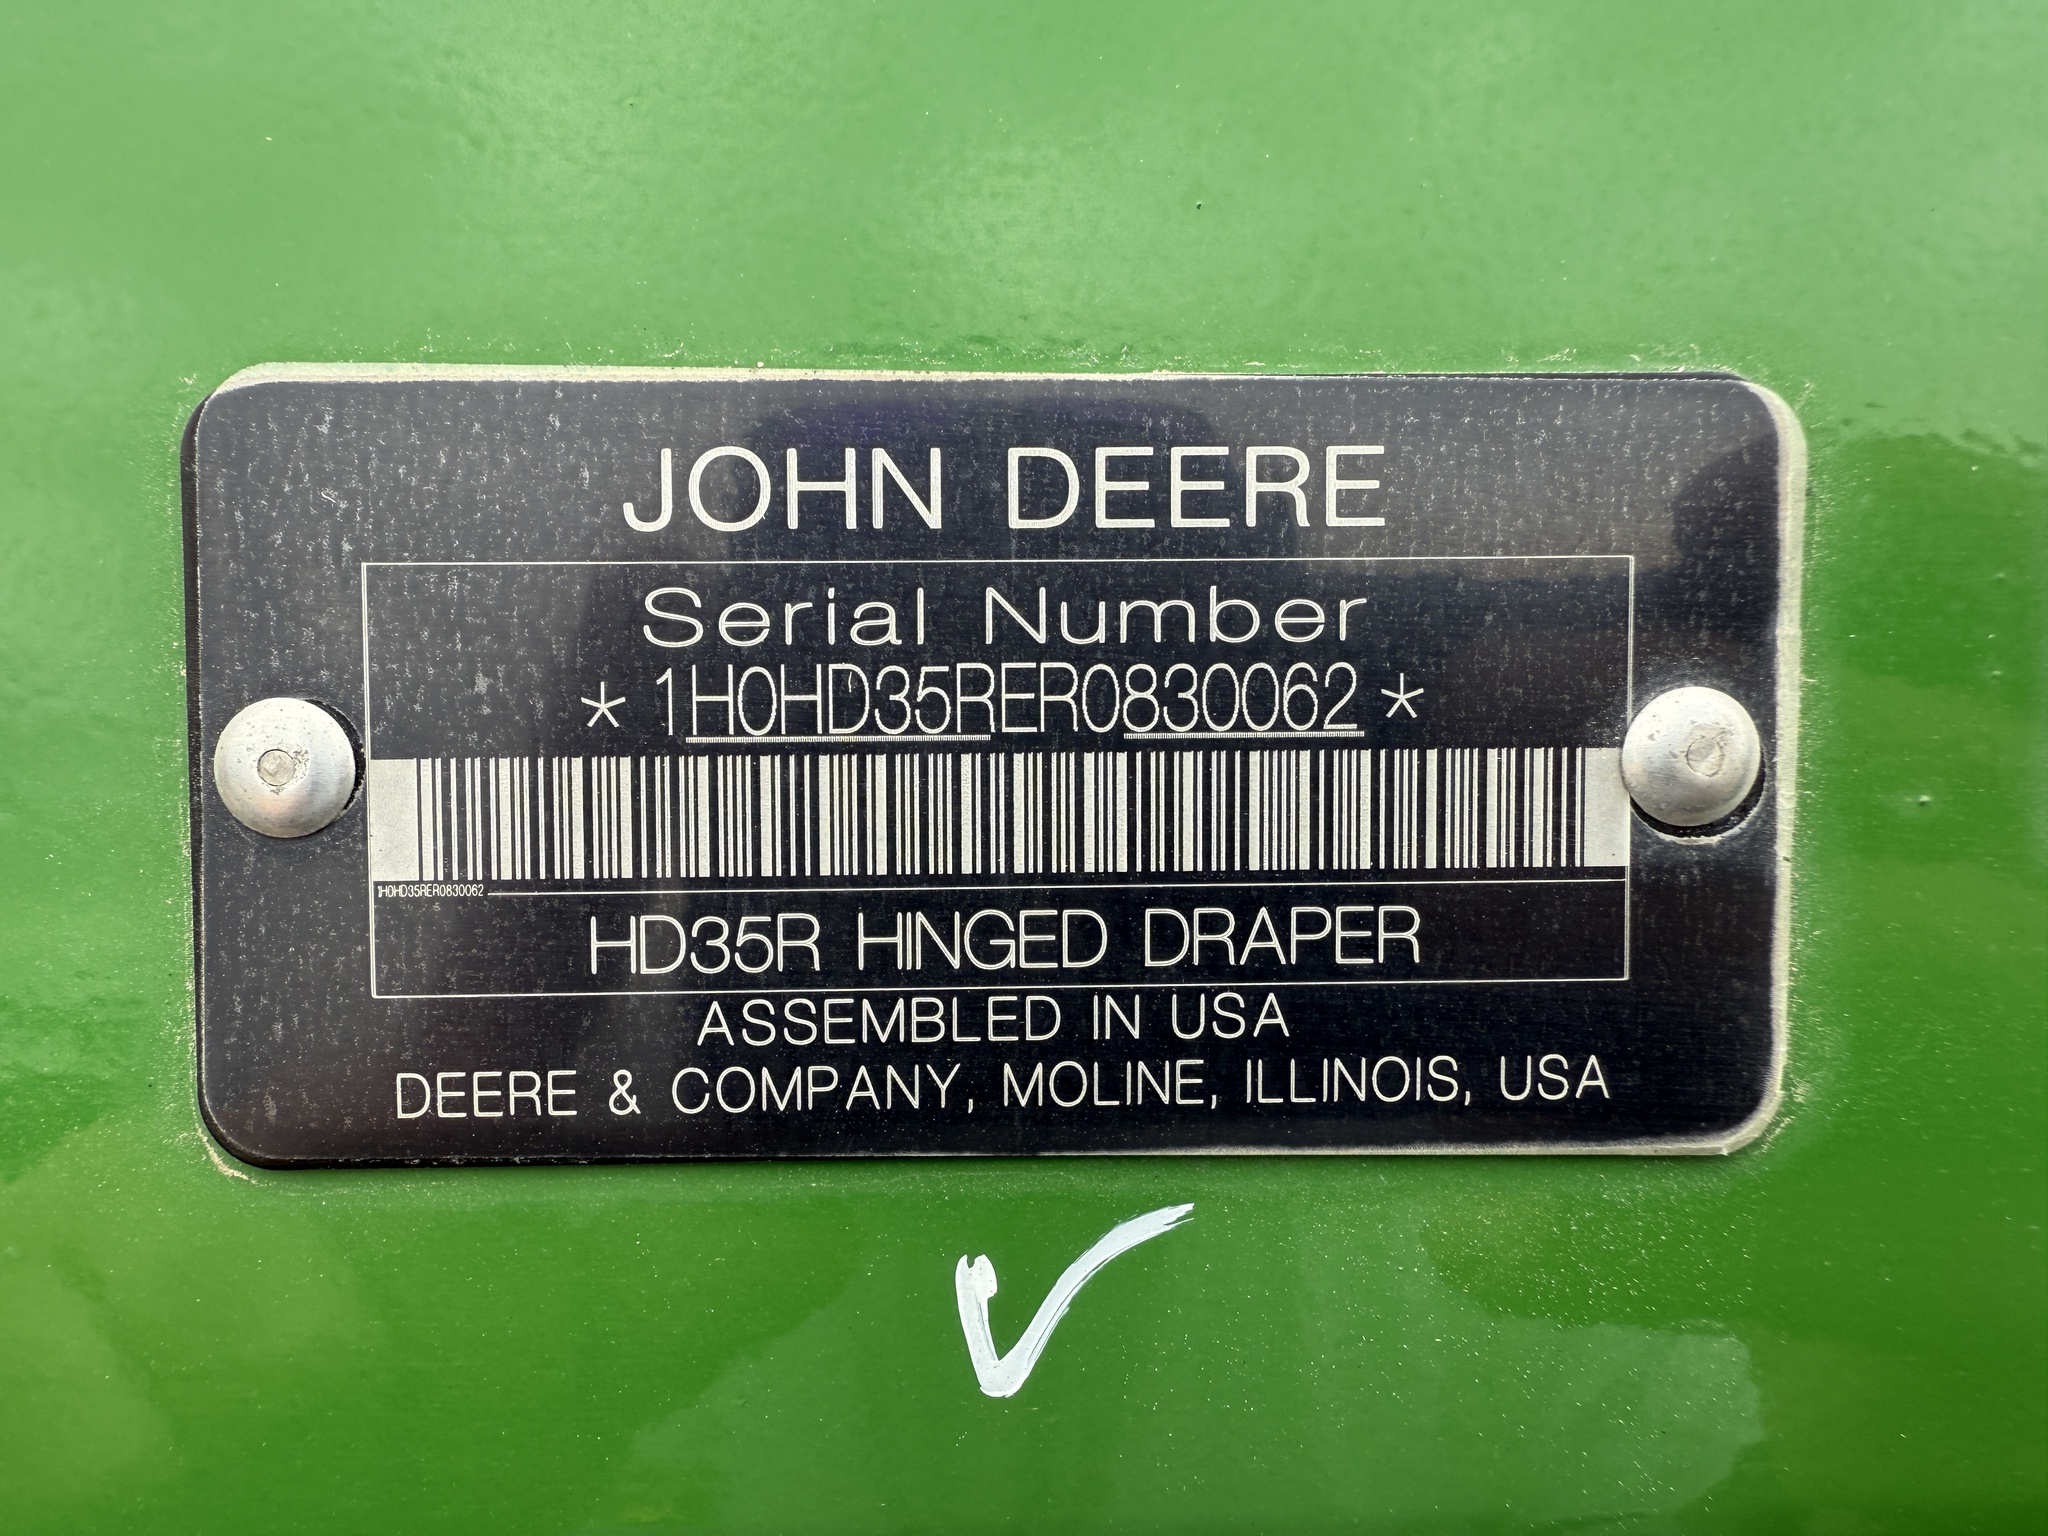 JOHN DEERE
Serial Number
* 1H0HD35RER0830062 *
1H0HD35RER0830062
HD35R HINGED DRAPER
ASSEMBLED IN USA
DEERE & COMPANY, MOLINE, ILLINOIS, USA